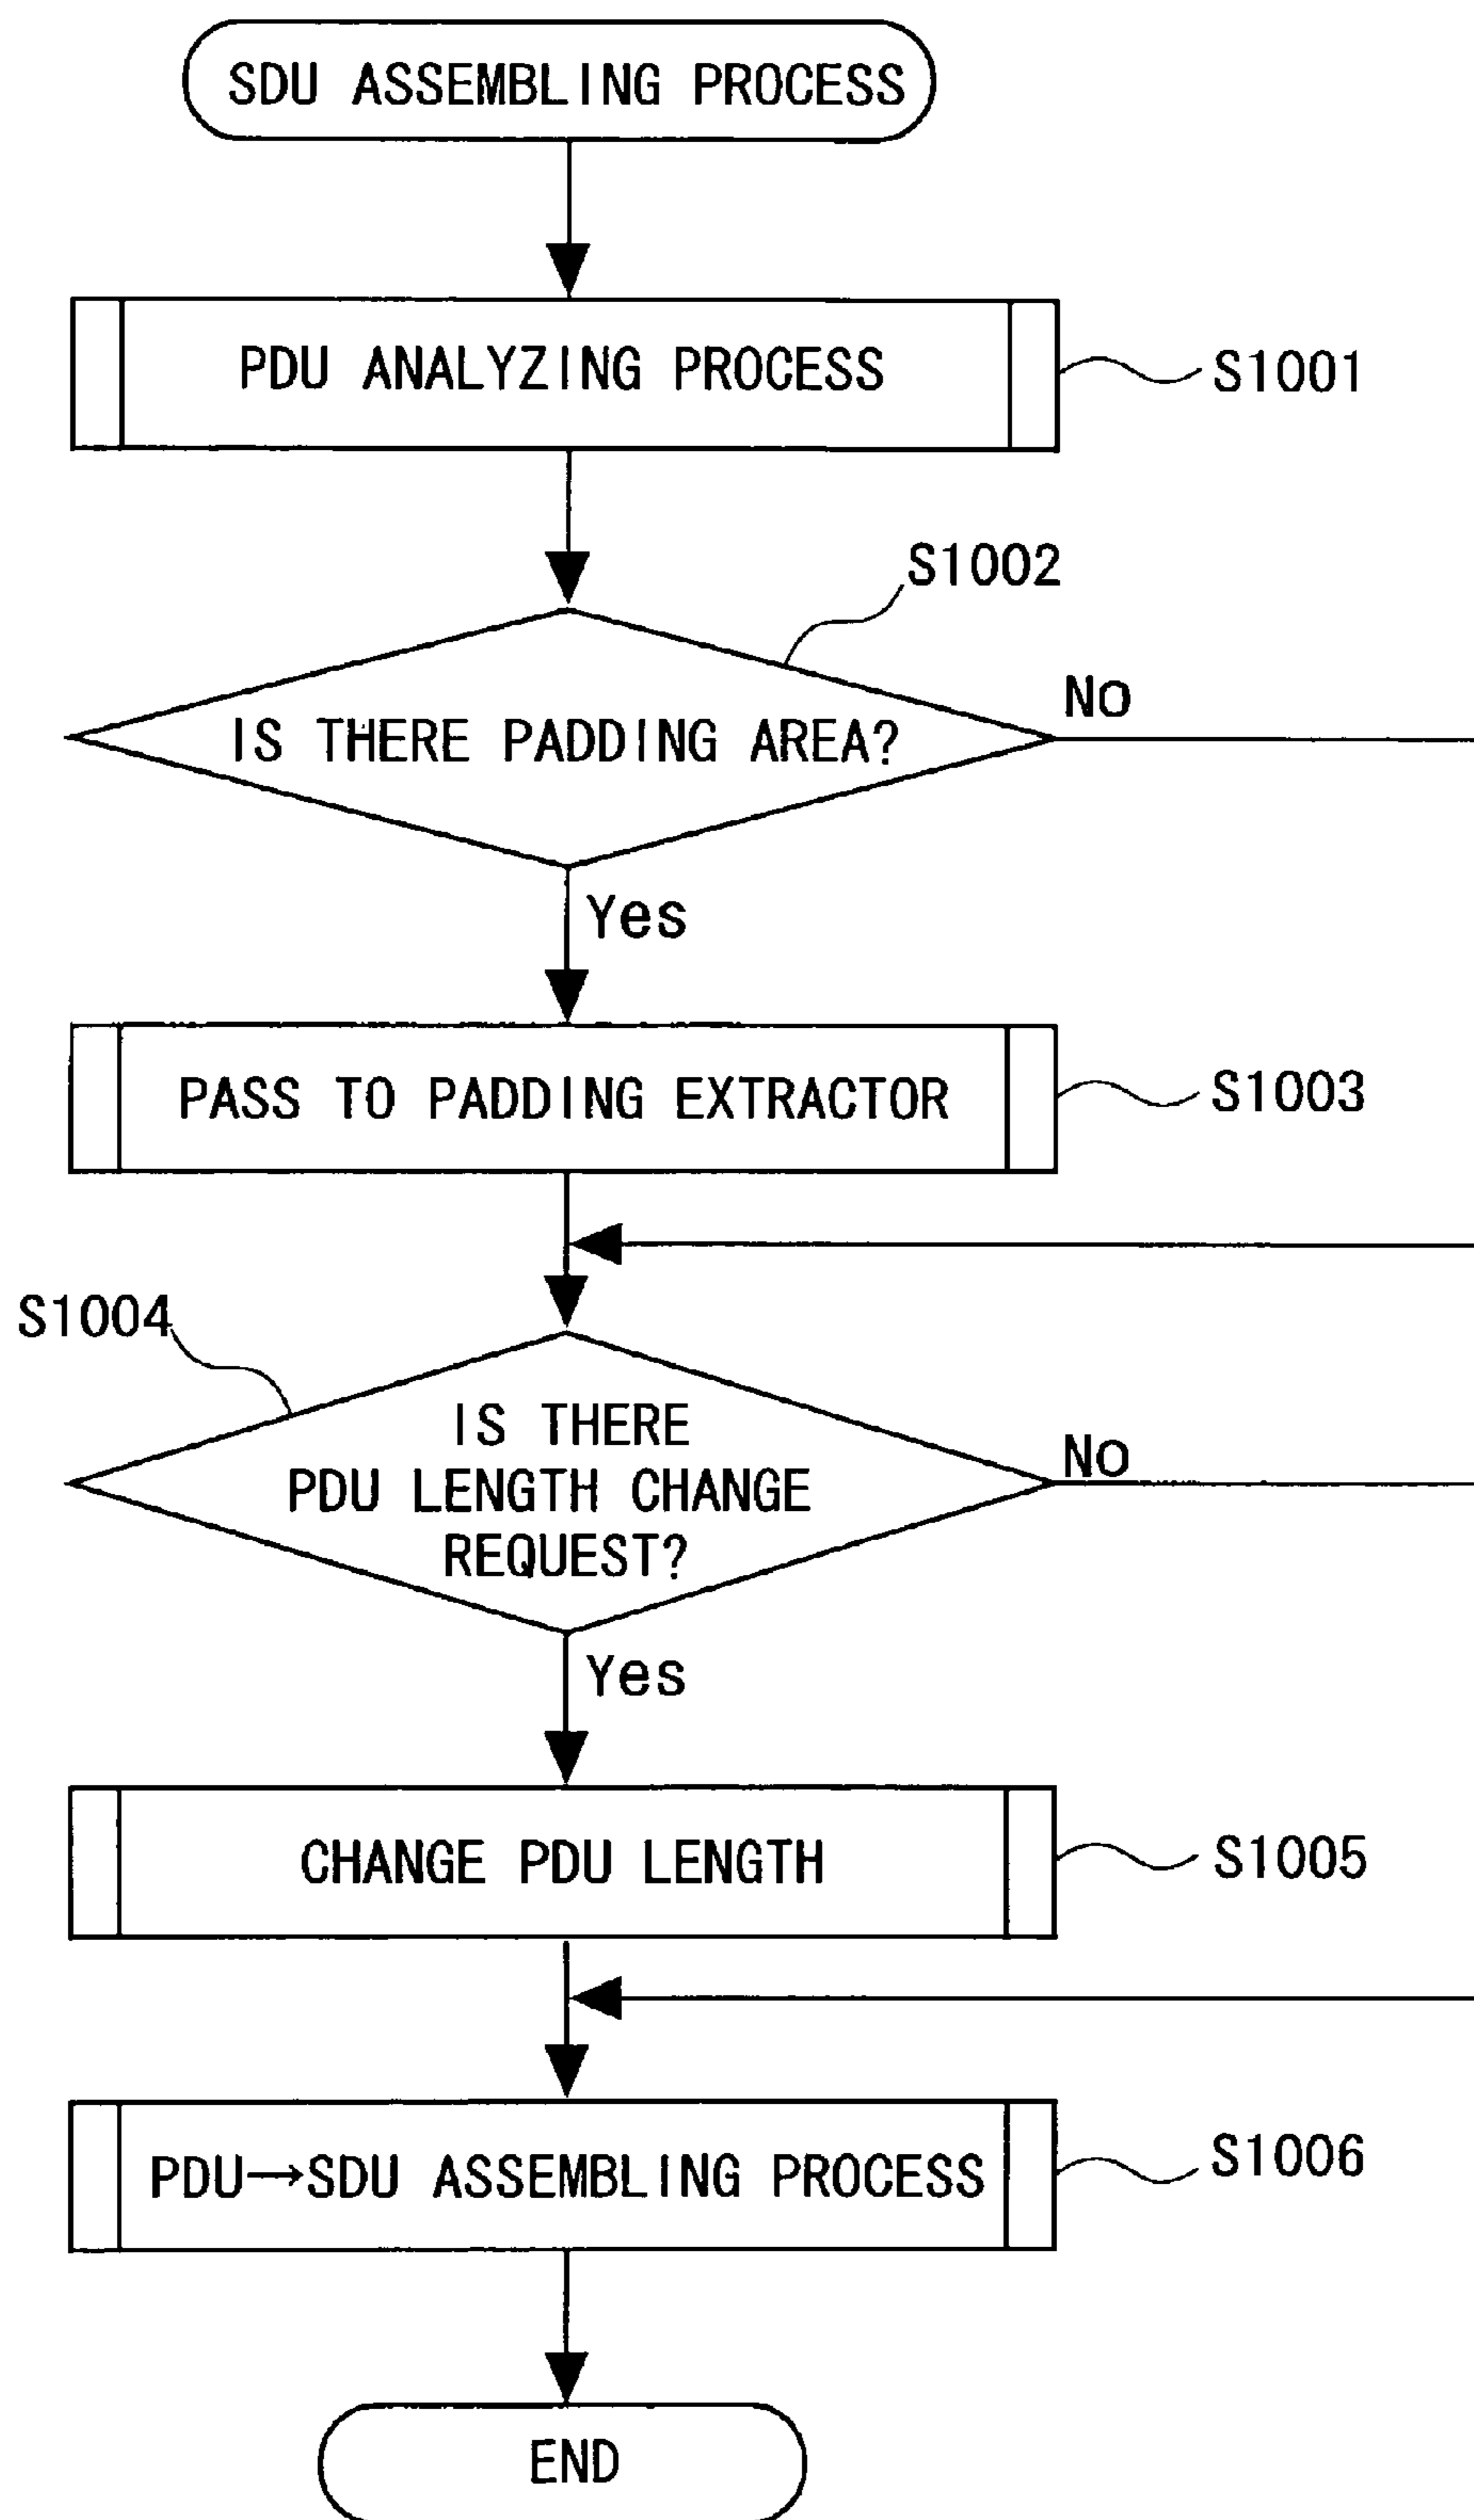 SDU ASSEMBLING PROCESS
PDU ANALYZING PROCESS
S1001
S1002
IS THERE PADDING AREA?
NO
Yes
PASS TO PADDING EXTRACTOR
S1003
S1004
IS THERE
PDU LENGTH CHANGE
REQUEST?
NO
Yes
CHANGE PDU LENGTH
S1005
PDU→SDU ASSEMBLING PROCESS
S1006
END